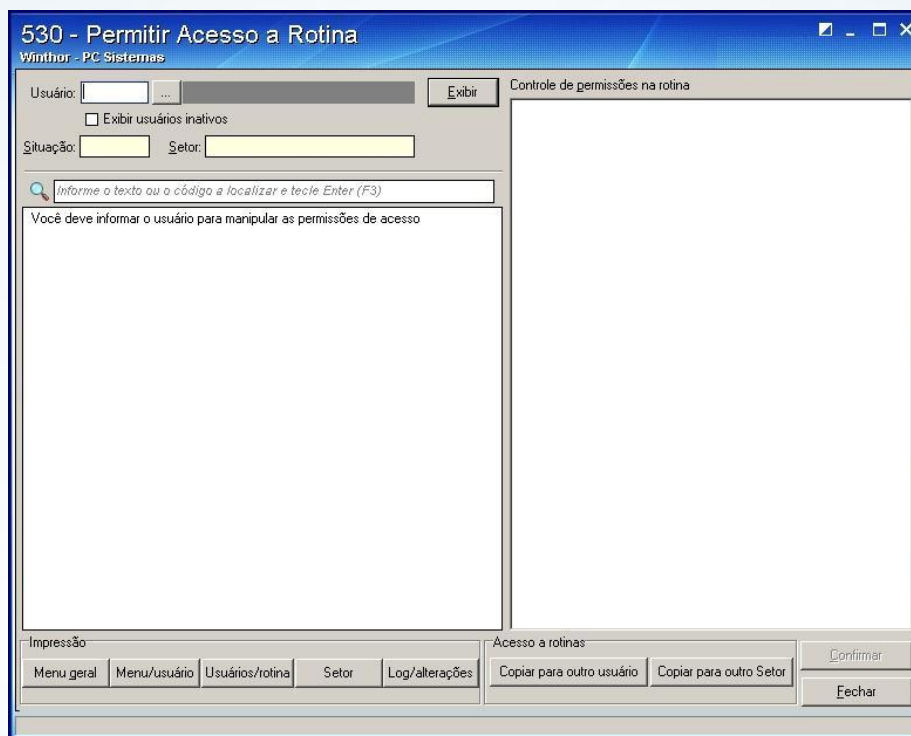 530 - Permitir Acesso a Rotina
Winthor - PC Sistemas
Usuário: ... Exibir
Exibir usuários inativos
Situação: Setor:
Informe o texto ou o código a localizar e tecle Enter (F3)
Você deve informar o usuário para manipular as permissões de acesso
Controle de permissões na rotina
Impressão
Menu geral Menu/usuário Usuários/rotina Setor Log/alterações
Acesso a rotinas
Copiar para outro usuário Copiar para outro Setor
Confirmar
Fechar